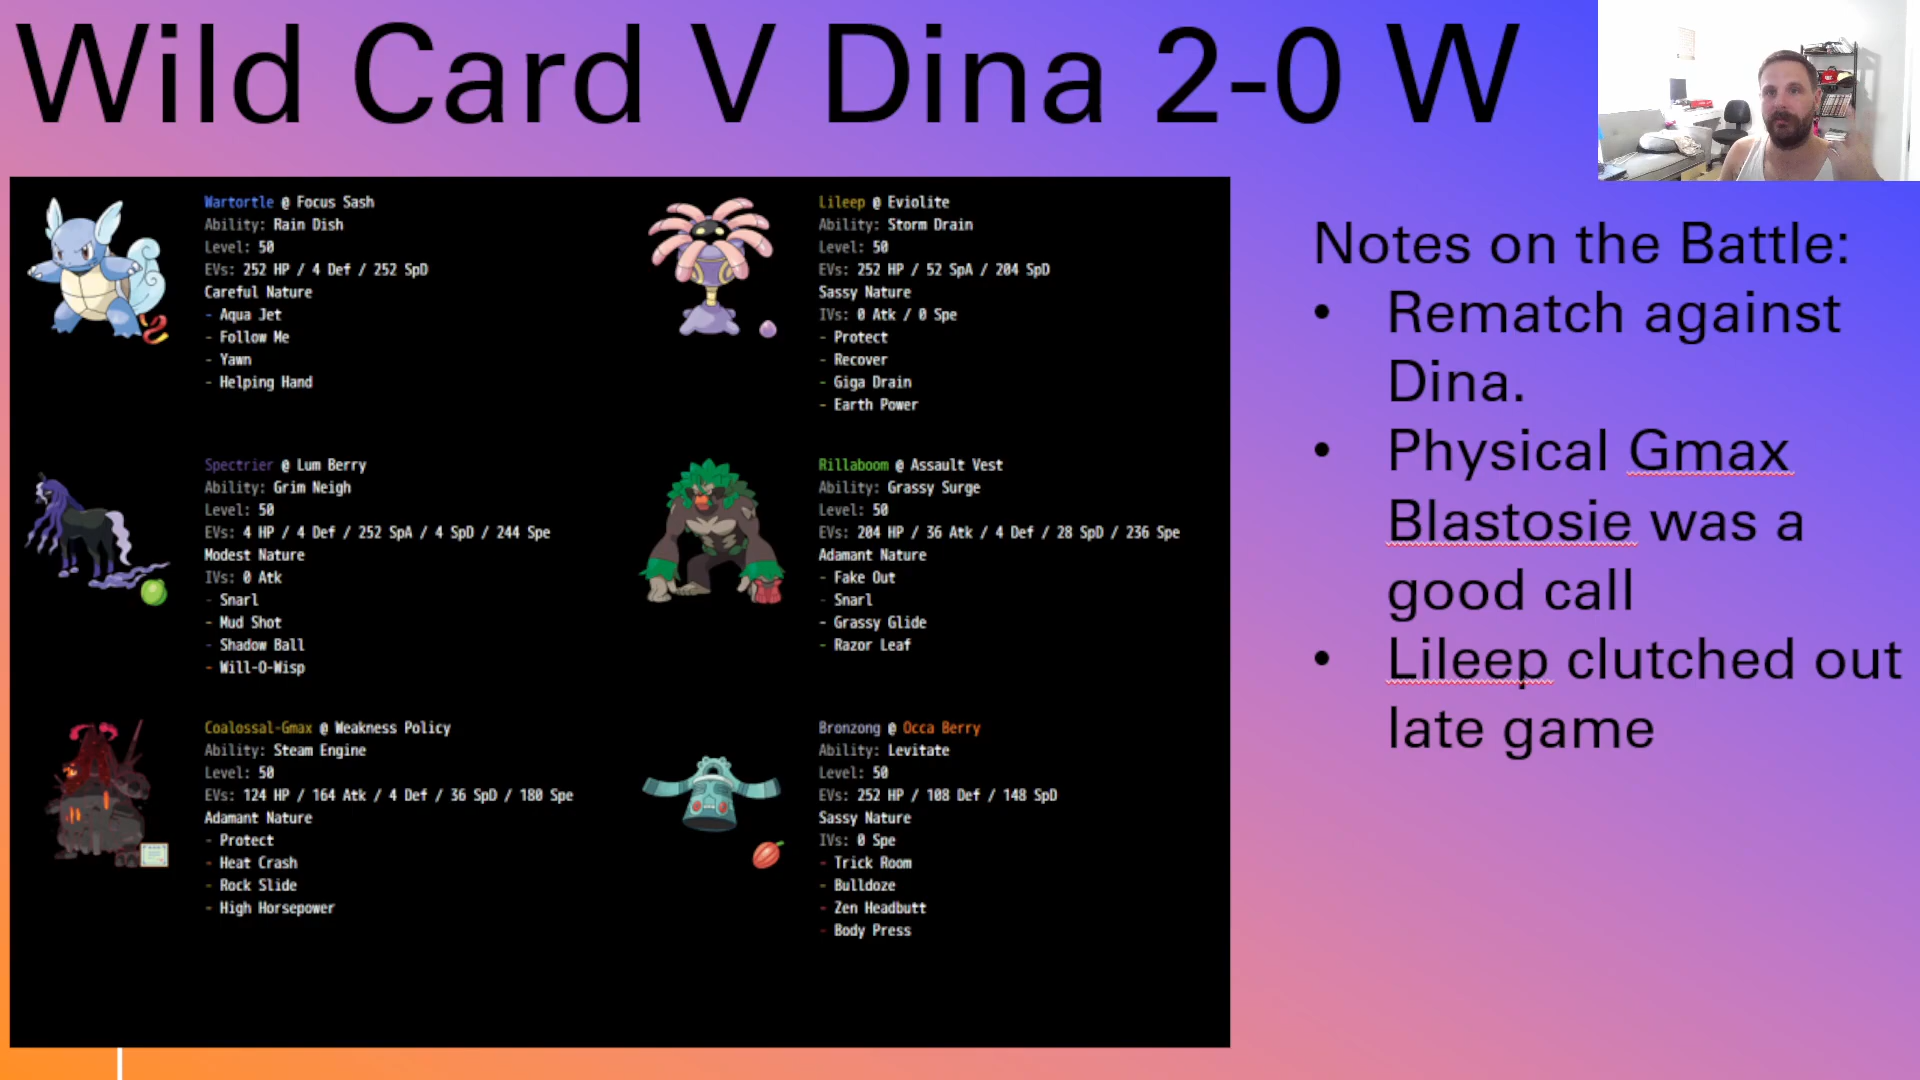 Wild Card V Dina 2-0 W
Wartortle @ Focus Sash
Ability: Rain Dish
Level: 50
EVs: 252 HP / 4 Def / 252 SpD
Careful Nature
- Aqua Jet
- Follow Me
- Yawn
- Helping Hand
Lileep @ Eviolite
Ability: Storm Drain
Level: 50
EVs: 252 HP / 52 SpA / 204 SpD
Sassy Nature
IVs: 0 Atk / 0 Spe
- Protect
- Recover
- Giga Drain
- Earth Power
Spectrier @ Lum Berry
Ability: Grim Neigh
Level: 50
EVs: 4 HP / 4 Def / 252 SpA / 4 SpD / 244 Spe
Modest Nature
IVs: 0 Atk
- Snarl
- Mud Shot
- Shadow Ball
- Will-O-Wisp
Rillaboom @ Assault Vest
Ability: Grassy Surge
Level: 50
EVs: 204 HP / 36 Atk / 4 Def / 28 SpD / 236 Spe
Adamant Nature
- Fake Out
- Snarl
- Grassy Glide
- Razor Leaf
Coalossal-Gmax @ Weakness Policy
Ability: Steam Engine
Level: 50
EVs: 124 HP / 164 Atk / 4 Def / 36 SpD / 180 Spe
Adamant Nature
- Protect
- Heat Crash
- Rock Slide
- High Horsepower
Bronzong @ Occa Berry
Ability: Levitate
Level: 50
EVs: 252 HP / 108 Def / 148 SpD
Sassy Nature
IVs: 0 Spe
- Trick Room
- Bulldoze
- Zen Headbutt
- Body Press
Notes on the Battle:
• Rematch against
Dina.
• Physical Gmax
Blastosie was a
good call
• Lileep clutched out
late game